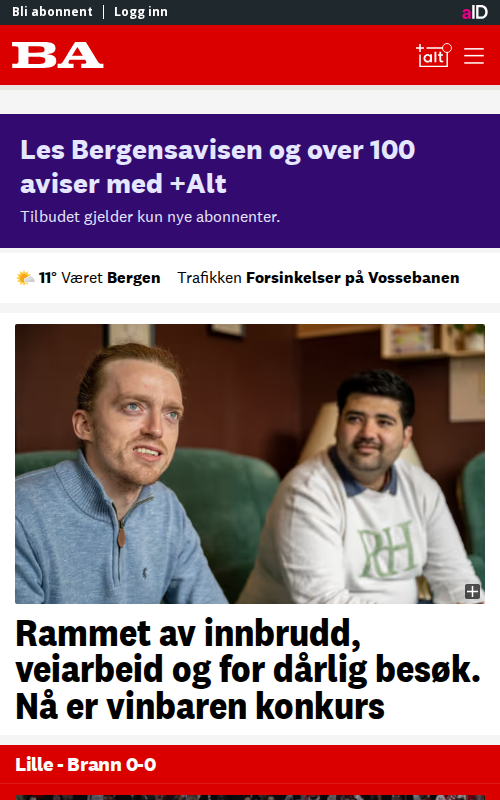 Bli abonnent | Logg inn
aID
BA
+alt
Les Bergensavisen og over 100
aviser med +Alt
Tilbudet gjelder kun nye abonnenter.
11° Været Bergen Trafikken Forsinkelser på Vossebanen
RH
Rammet av innbrudd,
veiarbeid og for dårlig besøk.
Nå er vinbaren konkurs
Lille - Brann 0-0